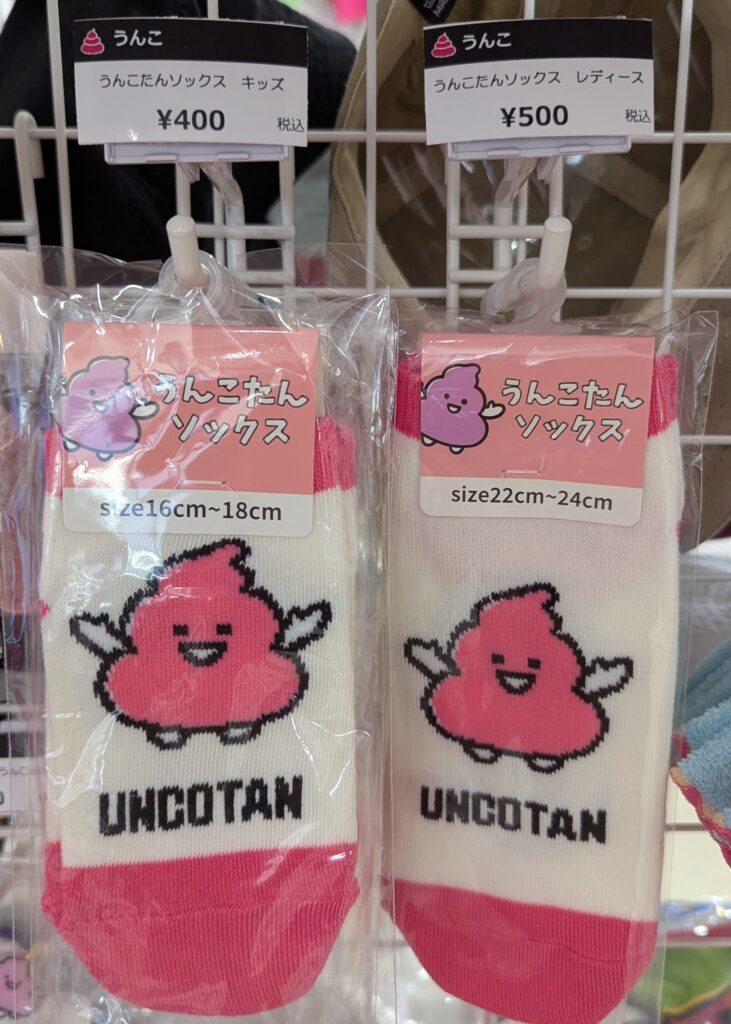 うんこ
うんこたんソックス キッズ
¥400
税込
うんこ
うんこたんソックス レディース
¥500
税込
うんこたん
ソックス
size16cm~18cm
うんこたん
ソックス
size22cm~24cm
UNCOTAN
UNCOTAN